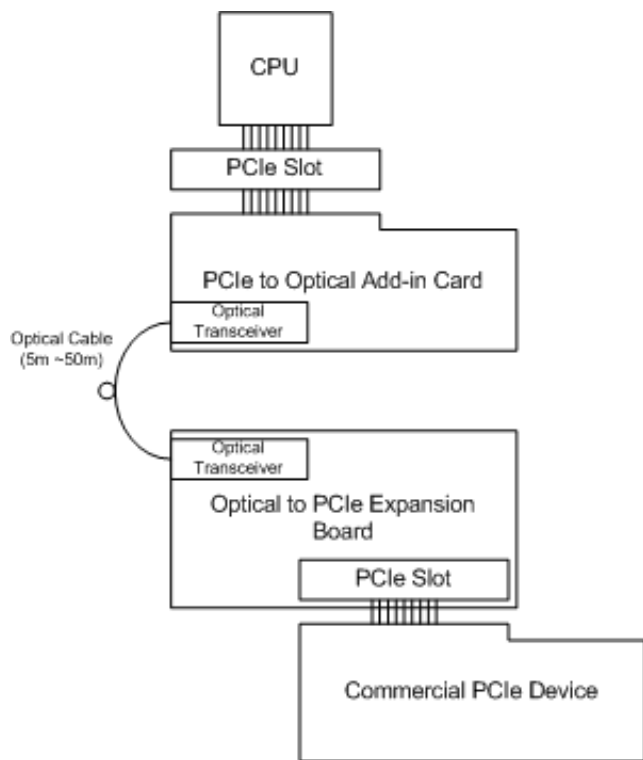 CPU
PCIe Slot
PCIe to Optical Add-in Card
Optical
Transceiver
Optical Cable
(5m ~50m)
Optical
Transceiver
Optical to PCIe Expansion
Board
PCIe Slot
Commercial PCIe Device